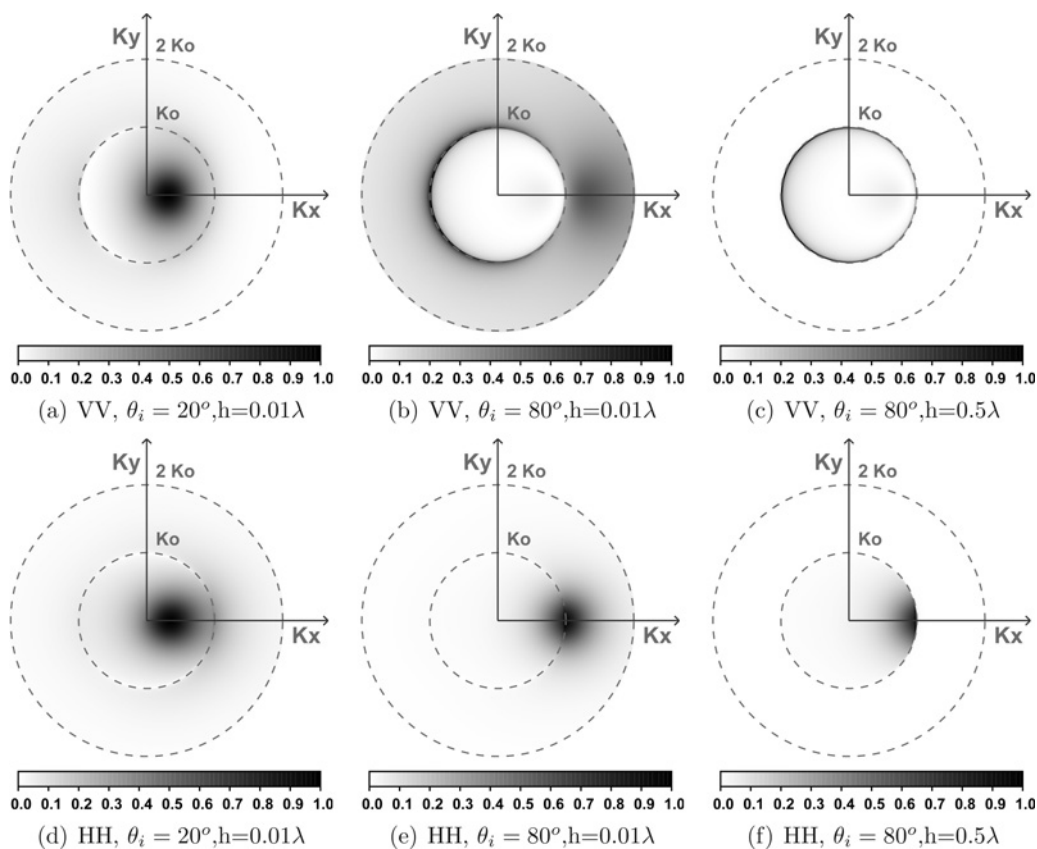 Ky
2 Ko
Ko
Kx
0.0 0.1 0.2 0.3 0.4 0.5 0.6 0.7 0.8 0.9 1.0
(a) VV, θi = 20o,h=0.01λ
Ky
2 Ko
Ko
Kx
0.0 0.1 0.2 0.3 0.4 0.5 0.6 0.7 0.8 0.9 1.0
(b) VV, θi = 80o,h=0.01λ
Ky
2 Ko
Ko
Kx
0.0 0.1 0.2 0.3 0.4 0.5 0.6 0.7 0.8 0.9 1.0
(c) VV, θi = 80o,h=0.5λ
Ky
2 Ko
Ko
Kx
0.0 0.1 0.2 0.3 0.4 0.5 0.6 0.7 0.8 0.9 1.0
(d) HH, θi = 20o,h=0.01λ
Ky
2 Ko
Ko
Kx
0.0 0.1 0.2 0.3 0.4 0.5 0.6 0.7 0.8 0.9 1.0
(e) HH, θi = 80o,h=0.01λ
Ky
2 Ko
Ko
Kx
0.0 0.1 0.2 0.3 0.4 0.5 0.6 0.7 0.8 0.9 1.0
(f) HH, θi = 80o,h=0.5λ